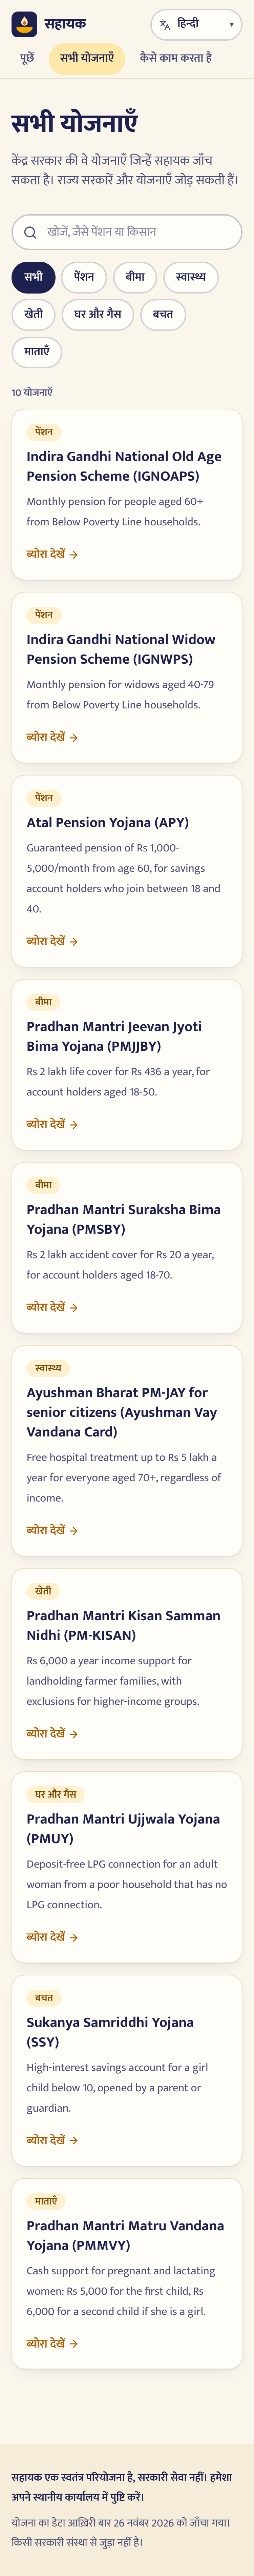 सहायक
हिन्दी
पूछें
सभी योजनाएँ
कैसे काम करता है
सभी योजनाएँ
केंद्र सरकार की वे योजनाएँ जिन्हें सहायक जाँच
सकता है। राज्य सरकारें और योजनाएँ जोड़ सकती हैं।
खोजें, जैसे पेंशन या किसान
सभी
पेंशन
बीमा
स्वास्थ्य
खेती
घर और गैस
बचत
माताएँ
10 योजनाएँ
पेंशन
Indira Gandhi National Old Age
Pension Scheme (IGNOAPS)
Monthly pension for people aged 60+
from Below Poverty Line households.
ब्योरा देखें →
पेंशन
Indira Gandhi National Widow
Pension Scheme (IGNWPS)
Monthly pension for widows aged 40-79
from Below Poverty Line households.
ब्योरा देखें →
पेंशन
Atal Pension Yojana (APY)
Guaranteed pension of Rs 1,000-
5,000/month from age 60, for savings
account holders who join between 18 and
40.
ब्योरा देखें →
बीमा
Pradhan Mantri Jeevan Jyoti
Bima Yojana (PMJJBY)
Rs 2 lakh life cover for Rs 436 a year, for
account holders aged 18-50.
ब्योरा देखें →
बीमा
Pradhan Mantri Suraksha Bima
Yojana (PMSBY)
Rs 2 lakh accident cover for Rs 20 a year,
for account holders aged 18-70.
ब्योरा देखें →
स्वास्थ्य
Ayushman Bharat PM-JAY for
senior citizens (Ayushman Vay
Vandana Card)
Free hospital treatment up to Rs 5 lakh a
year for everyone aged 70+, regardless of
income.
ब्योरा देखें →
खेती
Pradhan Mantri Kisan Samman
Nidhi (PM-KISAN)
Rs 6,000 a year income support for
landholding farmer families, with
exclusions for higher-income groups.
ब्योरा देखें →
घर और गैस
Pradhan Mantri Ujjwala Yojana
(PMUY)
Deposit-free LPG connection for an adult
woman from a poor household that has no
LPG connection.
ब्योरा देखें →
बचत
Sukanya Samriddhi Yojana
(SSY)
High-interest savings account for a girl
child below 10, opened by a parent or
guardian.
ब्योरा देखें →
माताएँ
Pradhan Mantri Matru Vandana
Yojana (PMMVY)
Cash support for pregnant and lactating
women: Rs 5,000 for the first child, Rs
6,000 for a second child if she is a girl.
ब्योरा देखें →
सहायक एक स्वतंत्र परियोजना है, सरकारी सेवा नहीं। हमेशा
अपने स्थानीय कार्यालय में पुष्टि करें।
योजना का डेटा आख़िरी बार 26 नवंबर 2026 को जाँचा गया।
किसी सरकारी संस्था से जुड़ा नहीं है।